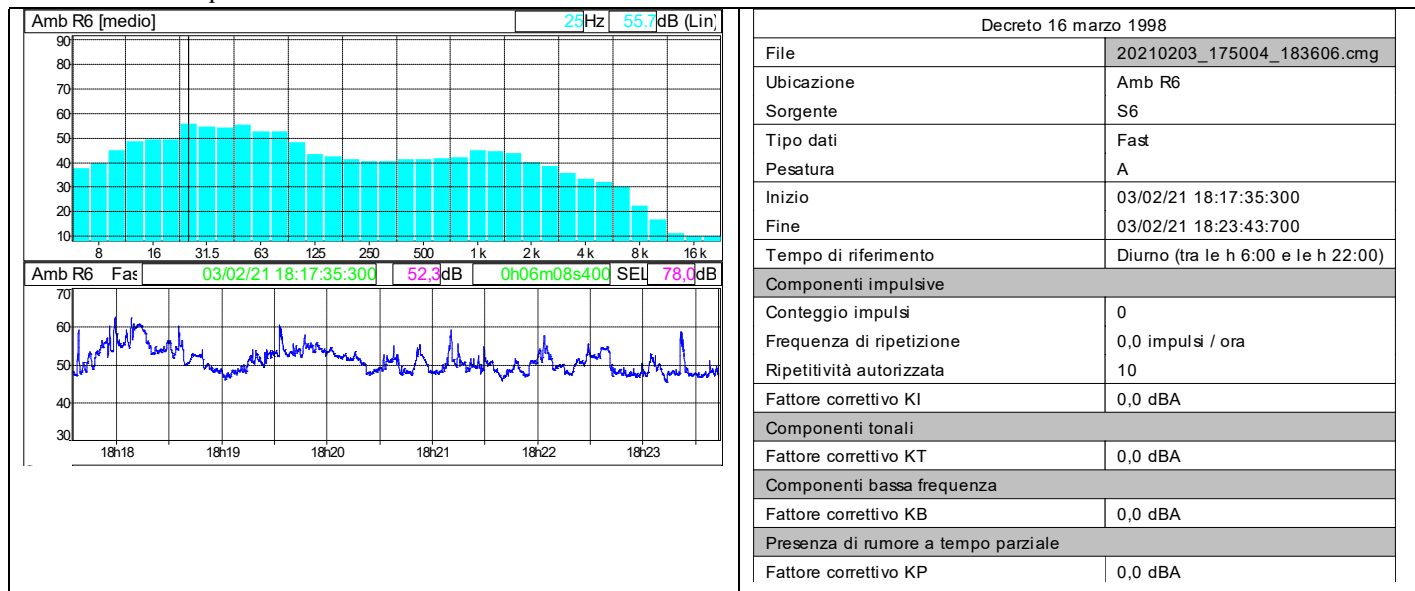 Amb R6 [medio] 25Hz 55.7dB (Lin)
90
80
70
60
50
40
30
20
10
8 16 31.5 63 125 250 500 1 k 2 k 4 k 8 k 16 k
Amb R6 Fas 03/02/21 18:17:35:300 52,3dB 0h06m08s400 SEL 78,0dB
70
60
50
40
30
18h18 18h19 18h20 18h21 18h22 18h23
Decreto 16 marzo 1998
File 20210203_175004_183606.cmg
Ubicazione Amb R6
Sorgente S6
Tipo dati Fast
Pesatura A
Inizio 03/02/21 18:17:35:300
Fine 03/02/21 18:23:43:700
Tempo di riferimento Diurno (tra le h 6:00 e le h 22:00)
Componenti impulsive
Conteggio impulsi 0
Frequenza di ripetizione 0,0 impulsi / ora
Ripetitività autorizzata 10
Fattore correttivo KI 0,0 dBA
Componenti tonali
Fattore correttivo KT 0,0 dBA
Componenti bassa frequenza
Fattore correttivo KB 0,0 dBA
Presenza di rumore a tempo parziale
Fattore correttivo KP 0,0 dBA